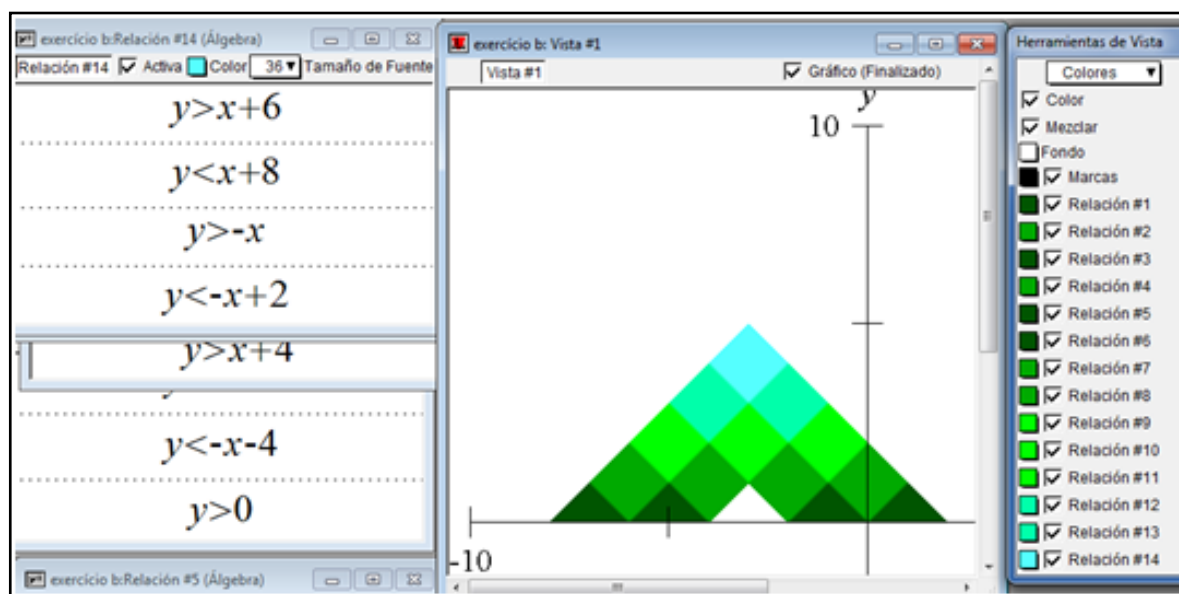 exercício b:Relación #14 (Álgebra)
Relación #14 Activa Color 36 Tamaño de Fuente
y>x+6
y<x+8
y>-x
y<-x+2
y>x+4
y<-x-4
y>0
exercício b:Relación #5 (Álgebra)
exercício b: Vista #1
Vista #1 Gráfico (Finalizado)
y
10
-10
Herramientas de Vista
Colores
Color
Mezclar
Fondo
Marcas
Relación #1
Relación #2
Relación #3
Relación #4
Relación #5
Relación #6
Relación #7
Relación #8
Relación #9
Relación #10
Relación #11
Relación #12
Relación #13
Relación #14